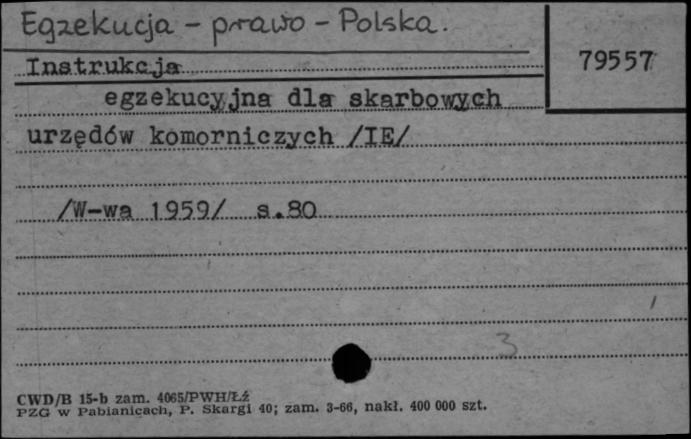 Egzekucja - prawo - Polska.
79557
Instrukcja
egzekucyjna dla skarbowych
urzędów komorniczych /IE/
/W-wa 1959/ s.80
3
CWD/B 15-b zam. 4065/PWH/Łź
PZG w Pabianicach, P. Skargi 40; zam. 3-66, nakł. 400 000 szt.